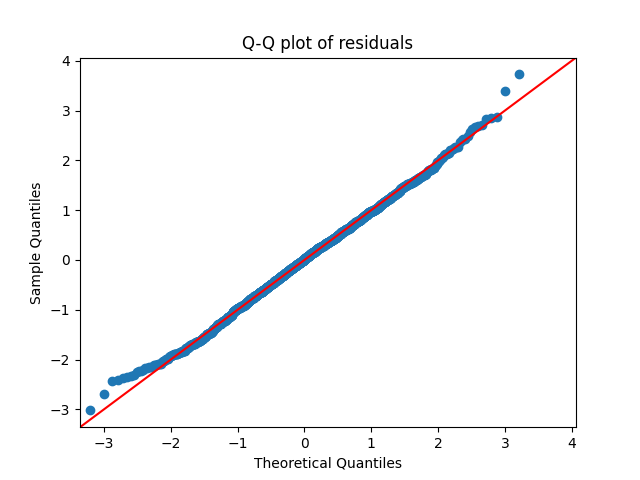 Q-Q plot of residuals
4
3
2
1
0
−1
−2
−3
Sample Quantiles
−3 −2 −1 0 1 2 3 4
Theoretical Quantiles